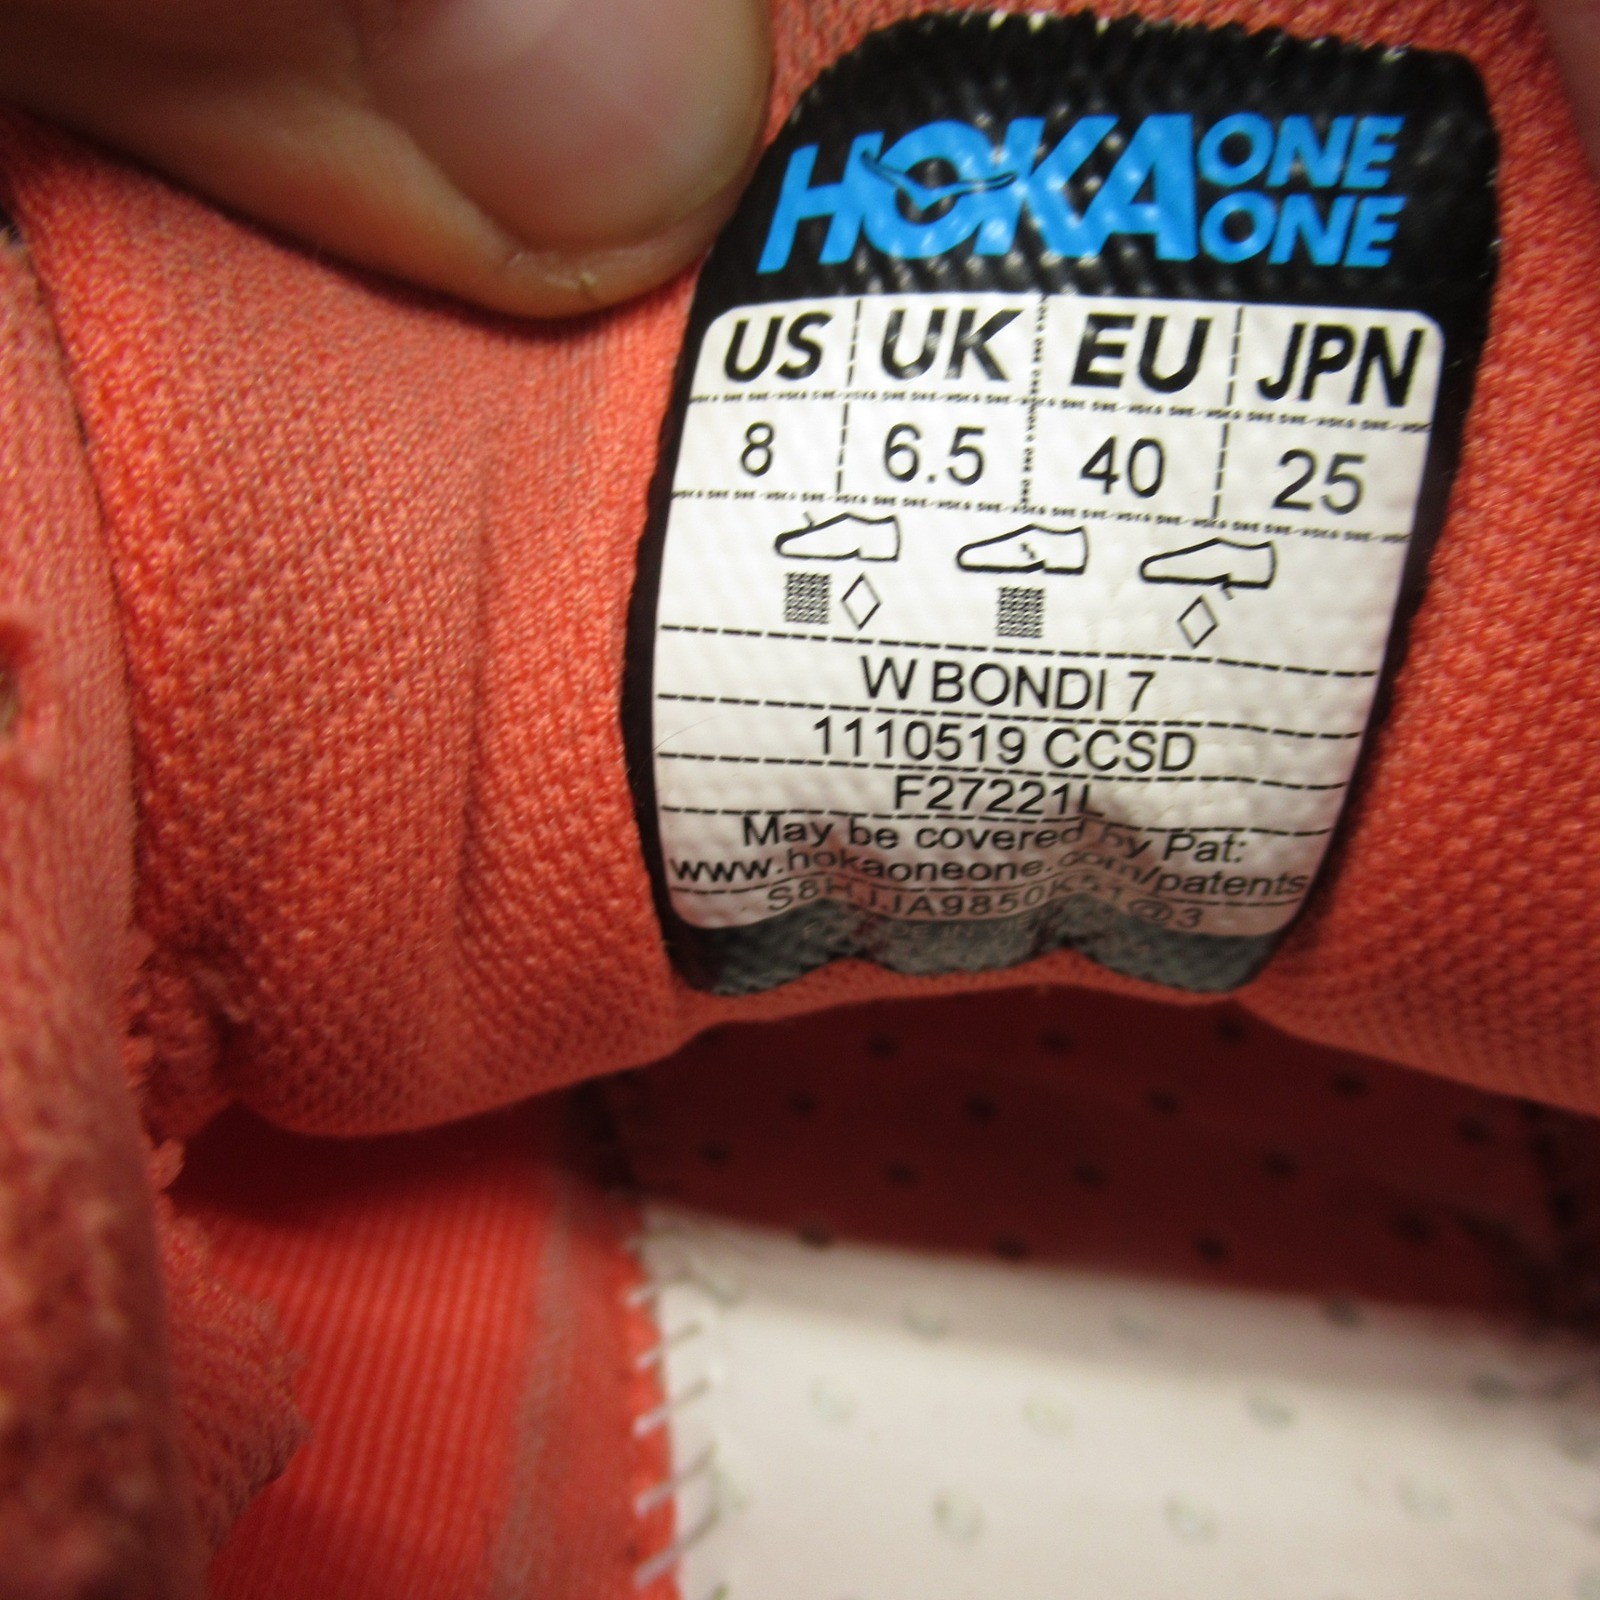 HOKA ONE ONE
US UK EU JPN
8 6.5 40 25
W BONDI 7
1110519 CCSD
F27221L
May be covered by Pat:
www.hokaoneone.com/patents